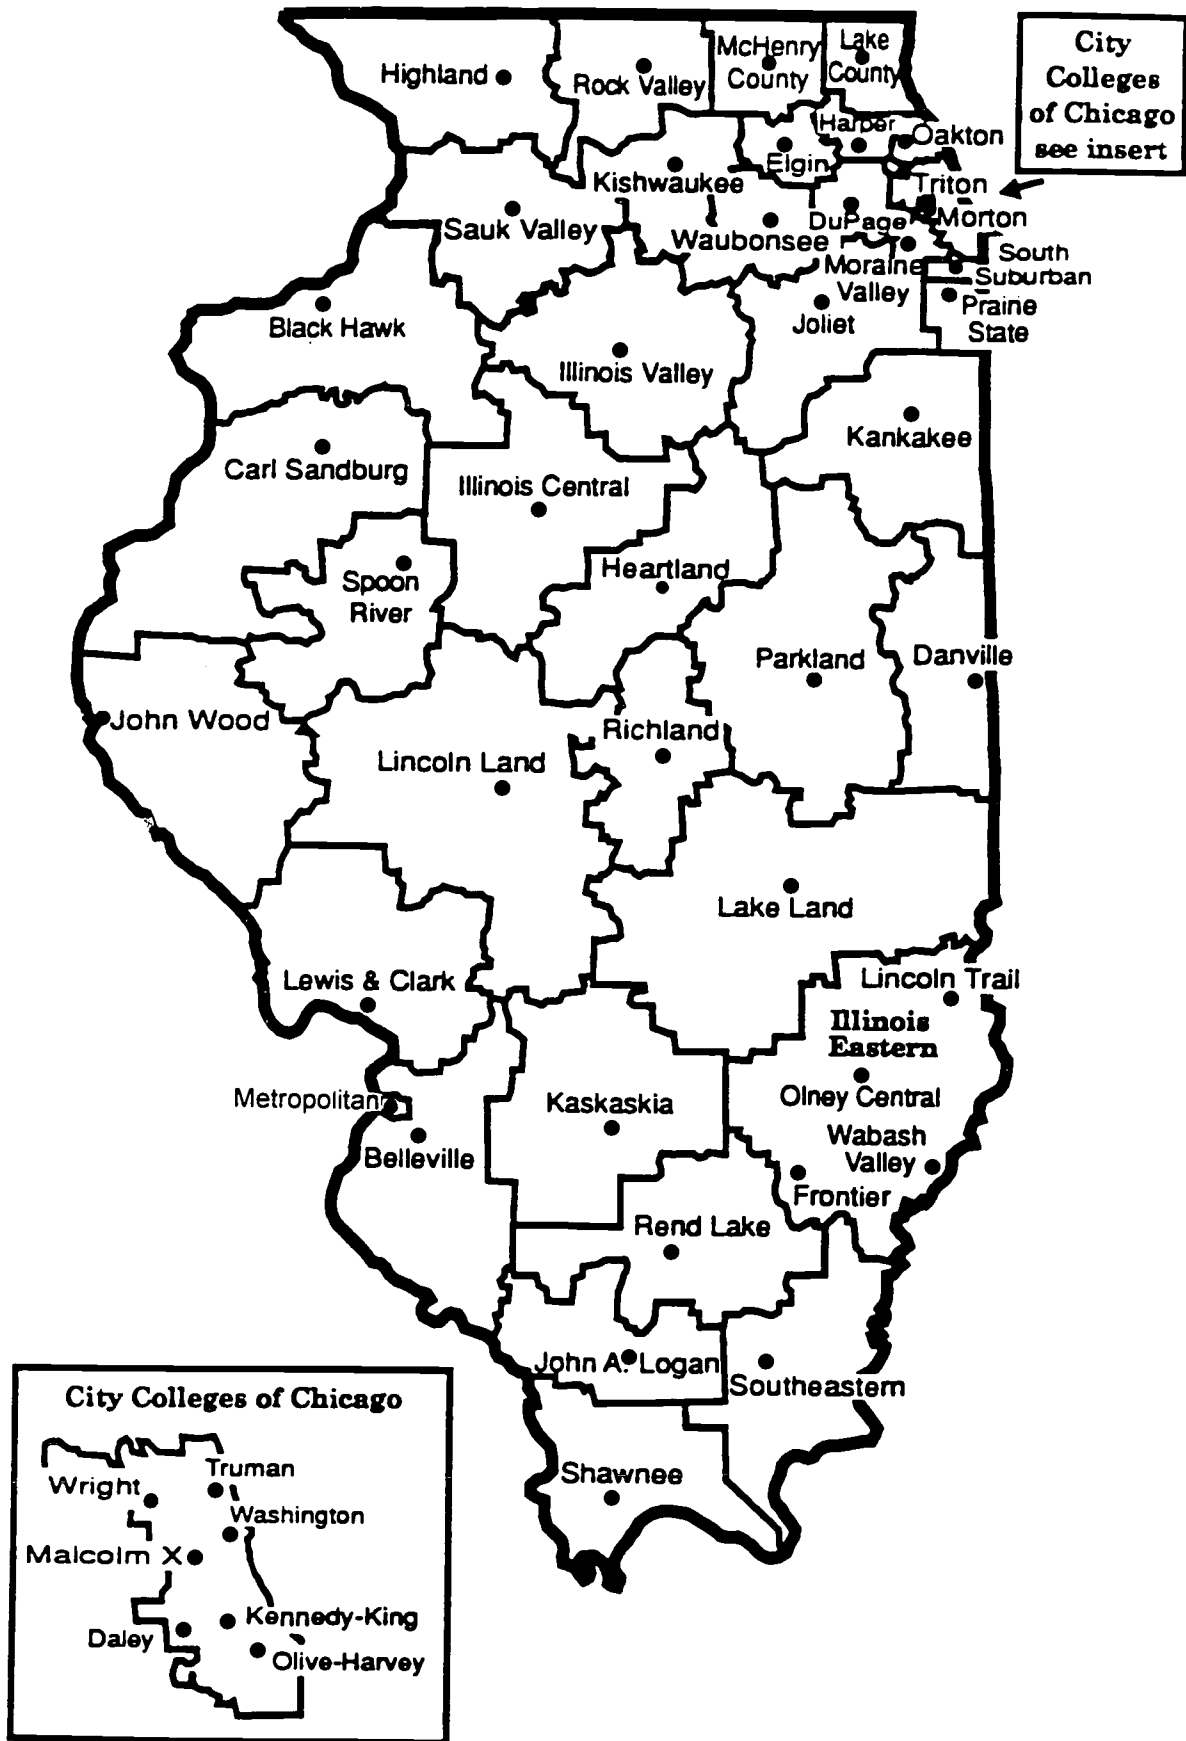 McHenry
County
Lake
County
City
Colleges
of Chicago
see insert
Highland
Rock Valley
Harper
Oakton
Elgin
Kishwaukee
Triton
Sauk Valley
DuPage
Morton
Waubonsee
South
Suburban
Moraine
Valley
Praine
State
Black Hawk
Joliet
Illinois Valley
Kankakee
Carl Sandburg
Illinois Central
Spoon
River
Heartland
Parkland
Danville
John Wood
Richland
Lincoln Land
Lake Land
Lewis & Clark
Lincoln Trail
Illinois
Eastern
Metropolitan
Kaskaskia
Olney Central
Belleville
Wabash
Valley
Frontier
Rend Lake
John A. Logan
Southeastern
Shawnee
City Colleges of Chicago
Truman
Wright
Washington
Malcolm X
Kennedy-King
Daley
Olive-Harvey